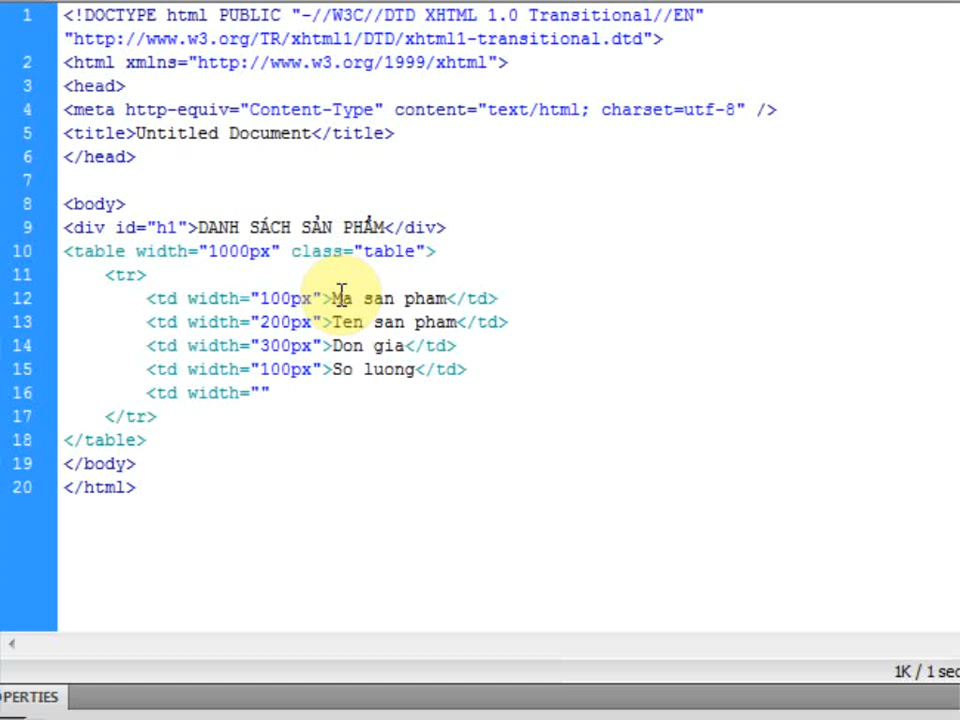 1 <!DOCTYPE html PUBLIC "-//W3C//DTD XHTML 1.0 Transitional//EN"
"http://www.w3.org/TR/xhtml1/DTD/xhtml1-transitional.dtd">
2 <html xmlns="http://www.w3.org/1999/xhtml">
3 <head>
4 <meta http-equiv="Content-Type" content="text/html; charset=utf-8" />
5 <title>Untitled Document</title>
6 </head>
7
8 <body>
9 <div id="h1">DANH SÁCH SẢN PHẨM</div>
10 <table width="1000px" class="table">
11 <tr>
12 <td width="100px">Ma san pham</td>
13 <td width="200px">Ten san pham</td>
14 <td width="300px">Don gia</td>
15 <td width="100px">So luong</td>
16 <td width=""
17 </tr>
18 </table>
19 </body>
20 </html>
1K / 1 sec
OPERTIES